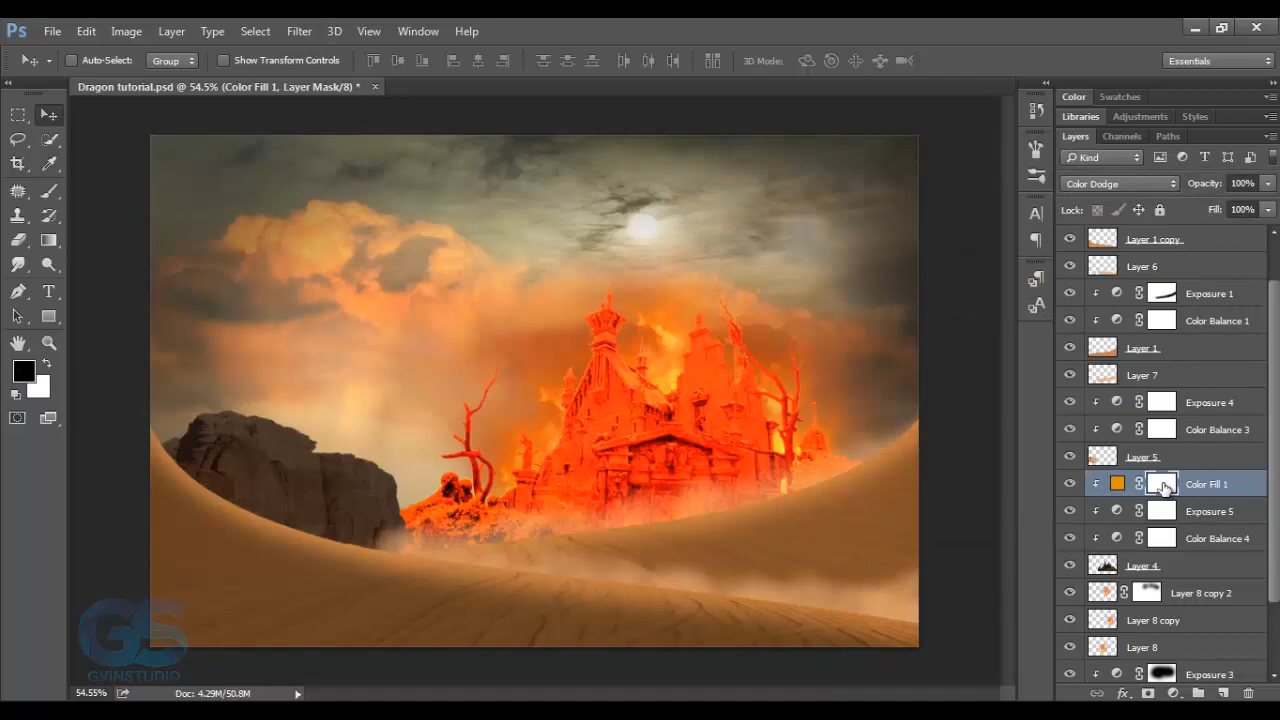 Ps File Edit Image Layer Type Select Filter 3D View Window Help
Auto-Select: Group Show Transform Controls 3D Mode: Essentials
Dragon tutorial.psd @ 54.5% (Color Fill 1, Layer Mask/8) * ×
Color Swatches
Libraries Adjustments Styles
Layers Channels Paths
Kind
Color Dodge Opacity: 100%
Lock: Fill: 100%
Layer 1 copy
Layer 6
Exposure 1
Color Balance 1
Layer 1
Layer 7
Exposure 4
Color Balance 3
Layer 5
Color Fill 1
Exposure 5
Color Balance 4
Layer 4
Layer 8 copy 2
Layer 8 copy
Layer 8
Exposure 3
GS
GVINSTUDIO
54.55% Doc: 4.29M/50.8M